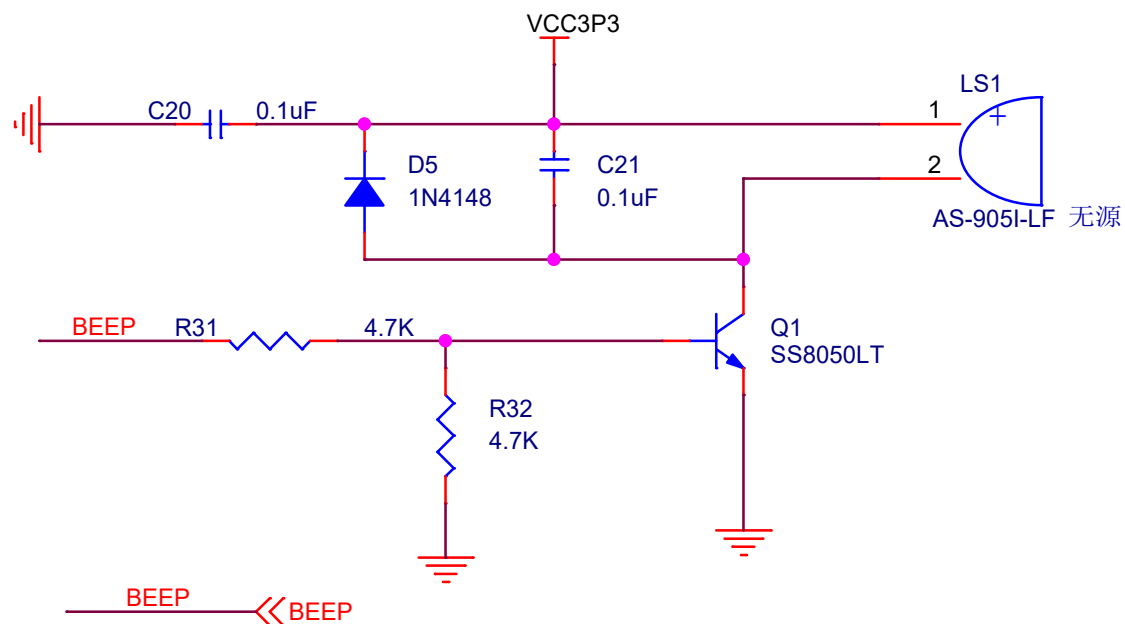 VCC3P3
LS1
C20 0.1uF
1
+
D5
1N4148
C21
0.1uF
2
AS-905I-LF 无源
BEEP R31 4.7K
Q1
SS8050LT
R32
4.7K
BEEP BEEP